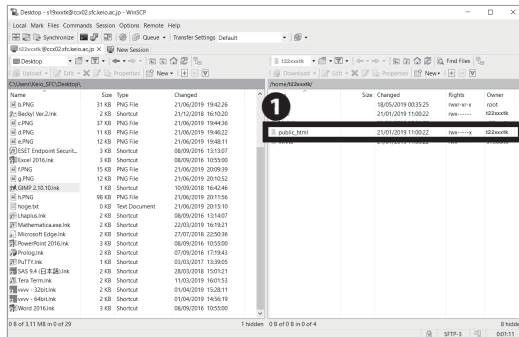 Desktop - s19xxxtk@ccx02.sfc.keio.ac.jp - WinSCP
Local Mark Files Commands Session Options Remote Help
Synchronize Queue Transfer Settings Default
t22xxxtk@ccx02.sfc.keio.ac.jp New Session
Desktop t22xxxtk Find Files
Upload Edit Properties New Download Edit Properties New
C:\Users\Keio_SFC\Desktop\ /home/t22xxxtk/
Name Size Type Changed Name Size Changed Rights Owner
b.PNG 31 KB PNG File 21/06/2019 19:42:26 18/05/2019 00:35:25 rwxr-xr-x root
Becky! Ver.2.lnk 2 KB Shortcut 21/12/2018 16:10:20 21/01/2019 11:00:22 t22xxxtk
c.PNG 37 KB PNG File 21/06/2019 19:44:36
d.PNG 11 KB PNG File 21/06/2019 19:46:22 public_html 21/01/2019 11:00:22 t22xxxtk
e.PNG 12 KB PNG File 21/06/2019 19:48:11
ESET Endpoint Securit... 3 KB Shortcut 08/09/2016 13:13:07
Excel 2016.lnk 3 KB Shortcut 08/09/2016 10:55:00
f.PNG 15 KB PNG File 21/06/2019 20:09:39
g.PNG 12 KB PNG File 21/06/2019 20:10:52
GIMP 2.10.10.lnk 1 KB Shortcut 10/09/2018 16:42:46
h.PNG 98 KB PNG File 21/06/2019 20:11:56
hoge.txt 0 KB Text Document 21/06/2019 20:15:10
Lhaplus.lnk 2 KB Shortcut 08/09/2016 13:14:07
Mathematica.exe.lnk 2 KB Shortcut 22/03/2019 16:19:21
Microsoft Edge.lnk 2 KB Shortcut 27/07/2018 22:50:36
PowerPoint 2016.lnk 3 KB Shortcut 08/09/2016 10:55:00
Prolog.lnk 2 KB Shortcut 07/09/2016 17:19:43
PuTTY.lnk 1 KB Shortcut 03/03/2017 13:39:05
SAS 9.4 (日本語).lnk 2 KB Shortcut 28/03/2018 15:01:21
Tera Term.lnk 2 KB Shortcut 11/03/2016 16:01:53
vvvv - 32bit.lnk 2 KB Shortcut 01/04/2019 15:28:11
vvvv - 64bit.lnk 2 KB Shortcut 01/04/2019 14:56:19
Word 2016.lnk 3 KB Shortcut 08/09/2016 10:55:00
0 B of 3.11 MB in 0 of 29 1 hidden 0 B of 0 B in 0 of 4 8 hidde
SFTP-3 0:01:11
1